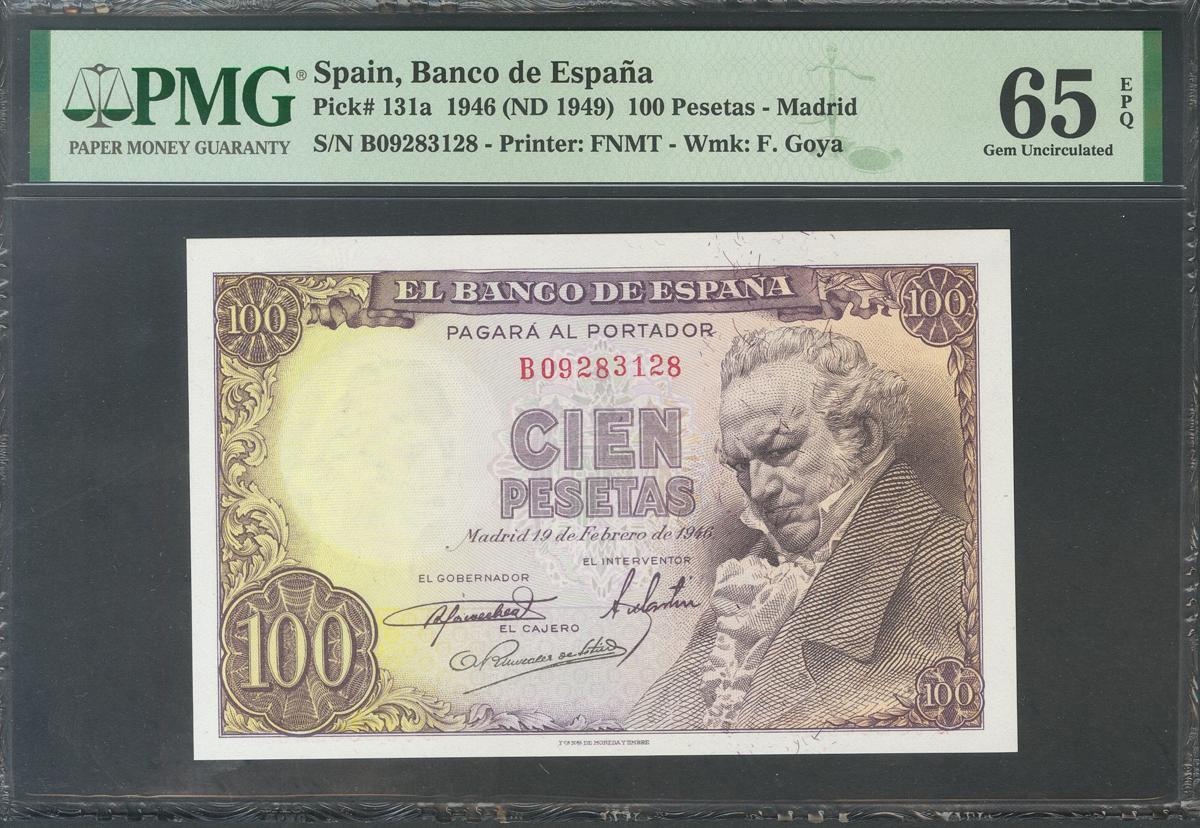 PMG®
PAPER MONEY GUARANTY
Spain, Banco de España
Pick# 131a 1946 (ND 1949) 100 Pesetas - Madrid
S/N B09283128 - Printer: FNMT - Wmk: F. Goya
65 EPQ
Gem Uncirculated
100
EL BANCO DE ESPAÑA
100
PAGARÁ AL PORTADOR
B09283128
CIEN
PESETAS
Madrid 19 de Febrero de 1946
EL INTERVENTOR
EL GOBERNADOR
EL CAJERO
100
100